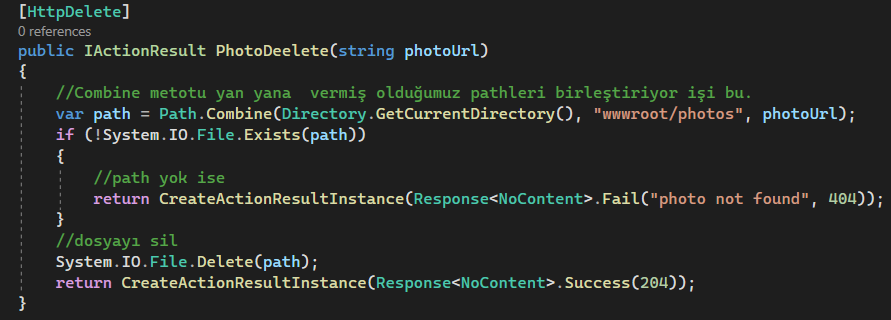 [HttpDelete]
0 references
public IActionResult PhotoDeelete(string photoUrl)
{
//Combine metotu yan yana  vermiş olduğumuz pathleri birleştiriyor işi bu.
var path = Path.Combine(Directory.GetCurrentDirectory(), "wwwroot/photos", photoUrl);
if (!System.IO.File.Exists(path))
{
//path yok ise
return CreateActionResultInstance(Response<NoContent>.Fail("photo not found", 404));
}
//dosyayı sil
System.IO.File.Delete(path);
return CreateActionResultInstance(Response<NoContent>.Success(204));
}